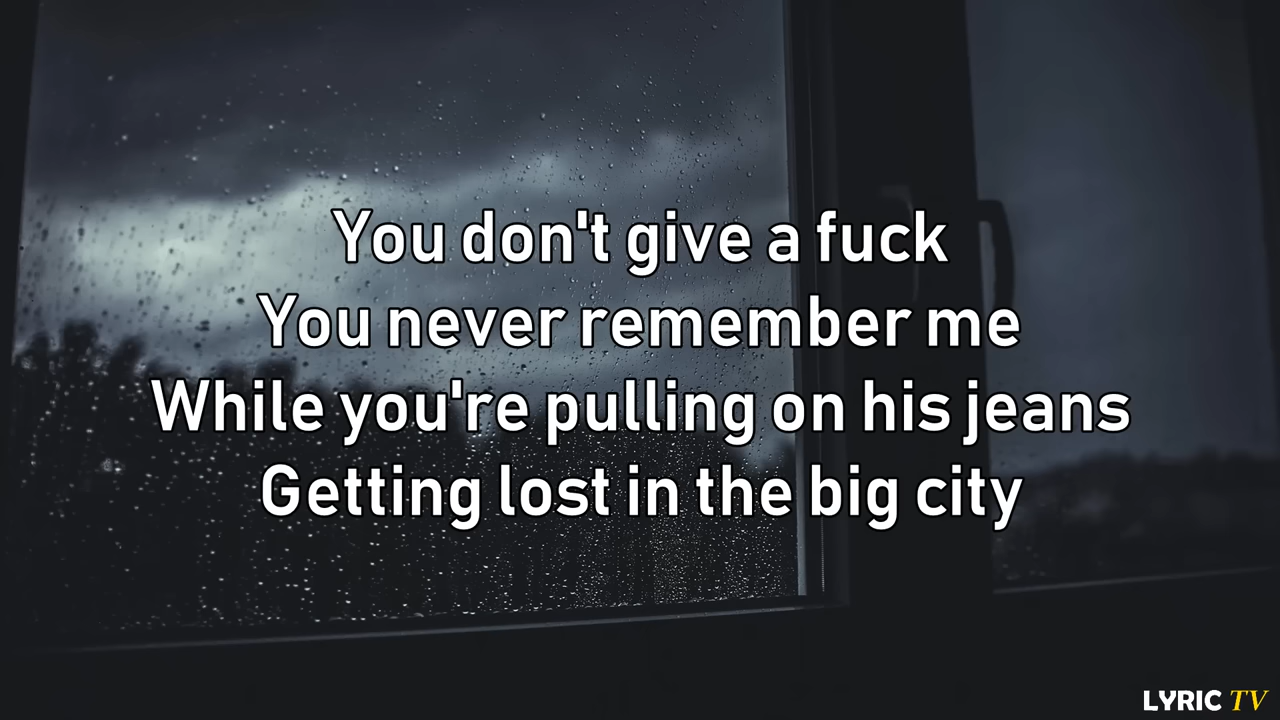 You don't give a fuck
You never remember me
While you're pulling on his jeans
Getting lost in the big city
LYRIC TV